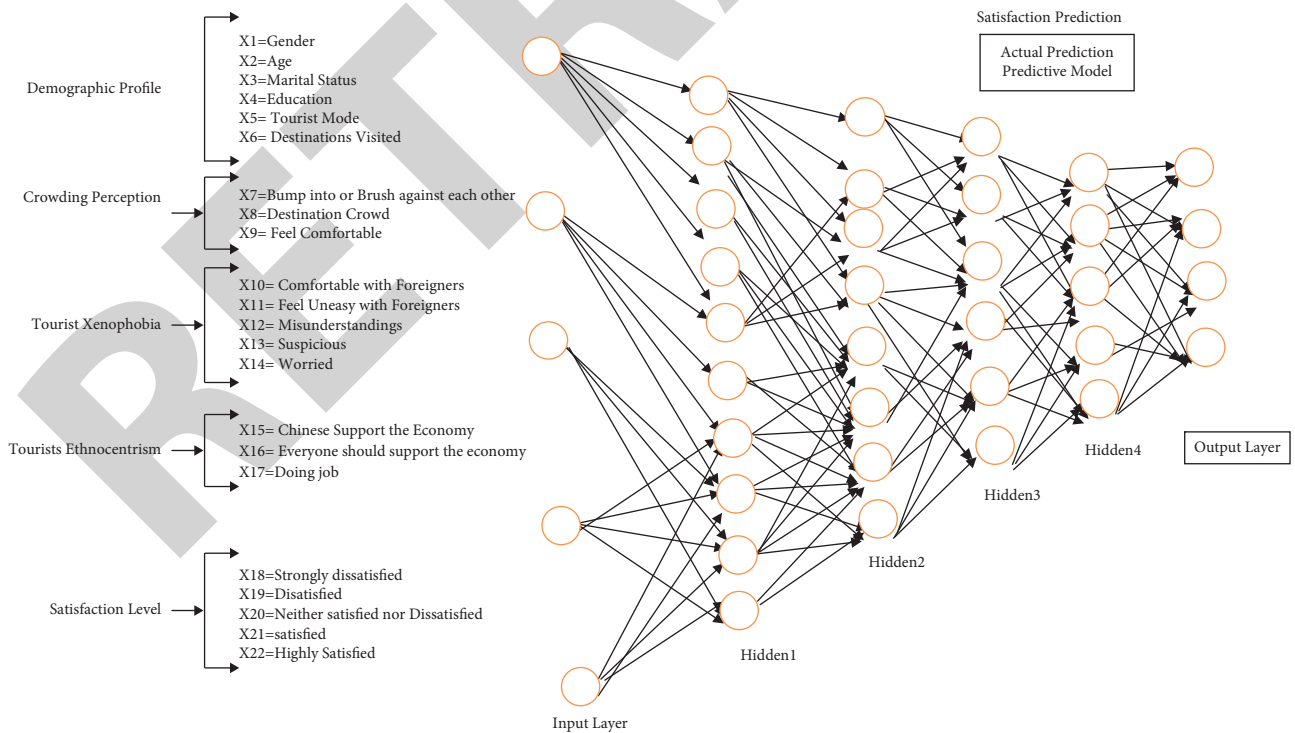 Demographic Profile
X1=Gender
X2=Age
X3=Marital Status
X4=Education
X5= Tourist Mode
X6= Destinations Visited
Crowding Perception
X7=Bump into or Brush against each other
X8=Destination Crowd
X9= Feel Comfortable
Tourist Xenophobia
X10= Comfortable with Foreigners
X11= Feel Uneasy with Foreigners
X12= Misunderstandings
X13= Suspicious
X14= Worried
Tourists Ethnocentrism
X15= Chinese Support the Economy
X16= Everyone should support the economy
X17=Doing job
Satisfaction Level
X18=Strongly dissatisfied
X19=Disatisfied
X20=Neither satisfied nor Dissatisfied
X21=satisfied
X22=Highly Satisfied
Satisfaction Prediction
Actual Prediction
Predictive Model
Input Layer
Hidden1
Hidden2
Hidden3
Hidden4
Output Layer